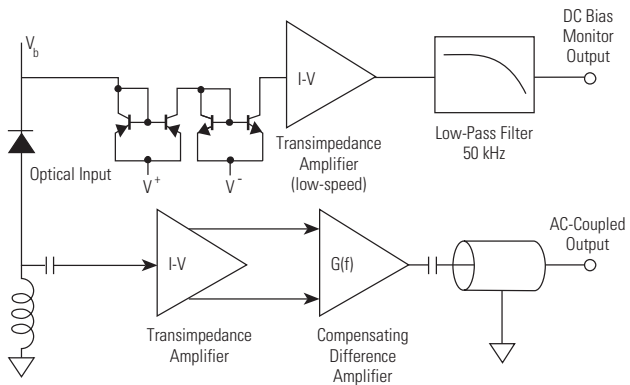 DC Bias
Monitor
Output
V_b
I-V
Low-Pass Filter
50 kHz
Transimpedance
Amplifier
(low-speed)
Optical Input
V+
V-
AC-Coupled
Output
I-V
G(f)
Transimpedance
Amplifier
Compensating
Difference
Amplifier